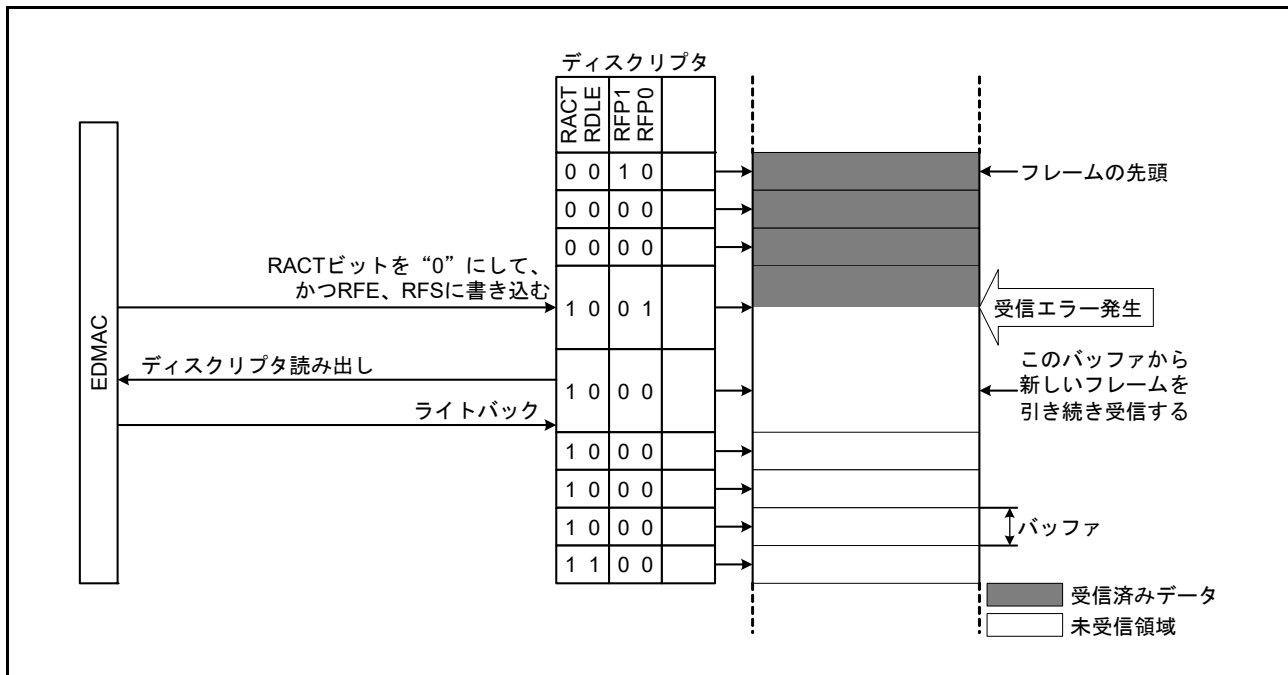 ディスクリプタ
RACT
RDLE
RFP1
RFP0
0 0 1 0
フレームの先頭
0 0 0 0
0 0 0 0
RACTビットを“0”にして、
かつRFE、RFSに書き込む
1 0 0 1
受信エラー発生
EDMAC
ディスクリプタ読み出し
ライトバック
1 0 0 0
このバッファから
新しいフレームを
引き続き受信する
1 0 0 0
1 0 0 0
1 0 0 0
バッファ
1 1 0 0
受信済みデータ
未受信領域